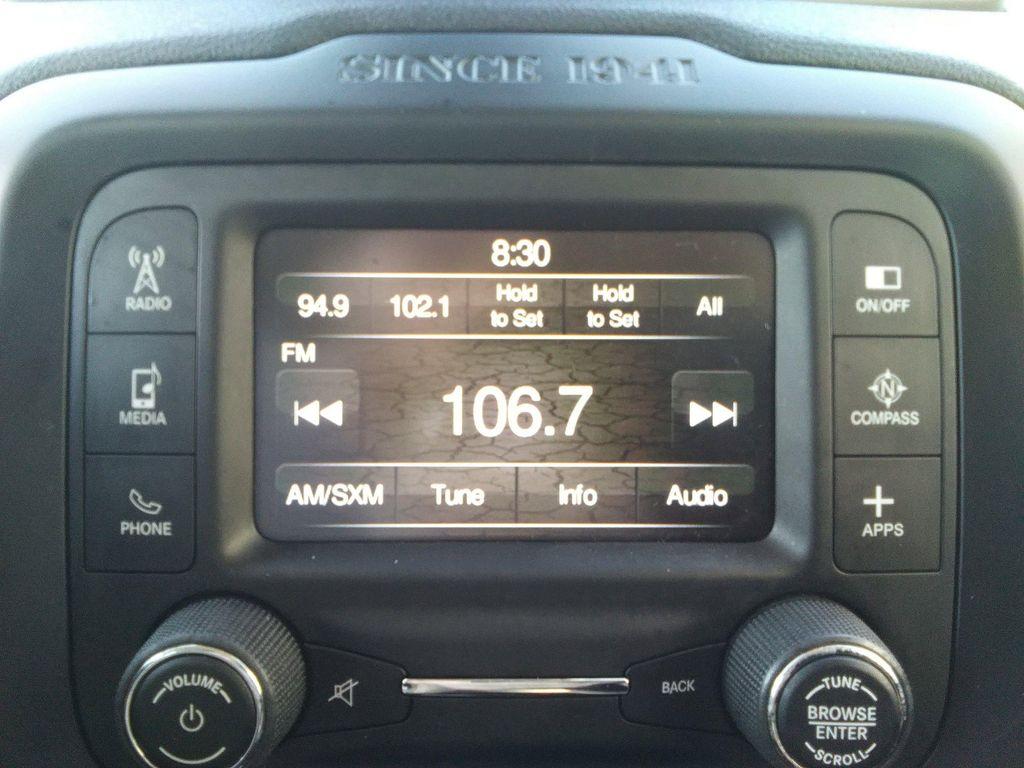 SINCE 1941
8:30
94.9 102.1 Hold to Set Hold to Set All
FM
106.7
AM/SXM Tune Info Audio
RADIO
MEDIA
PHONE
ON/OFF
N
COMPASS
APPS
VOLUME
BACK
TUNE
BROWSE
ENTER
SCROLL